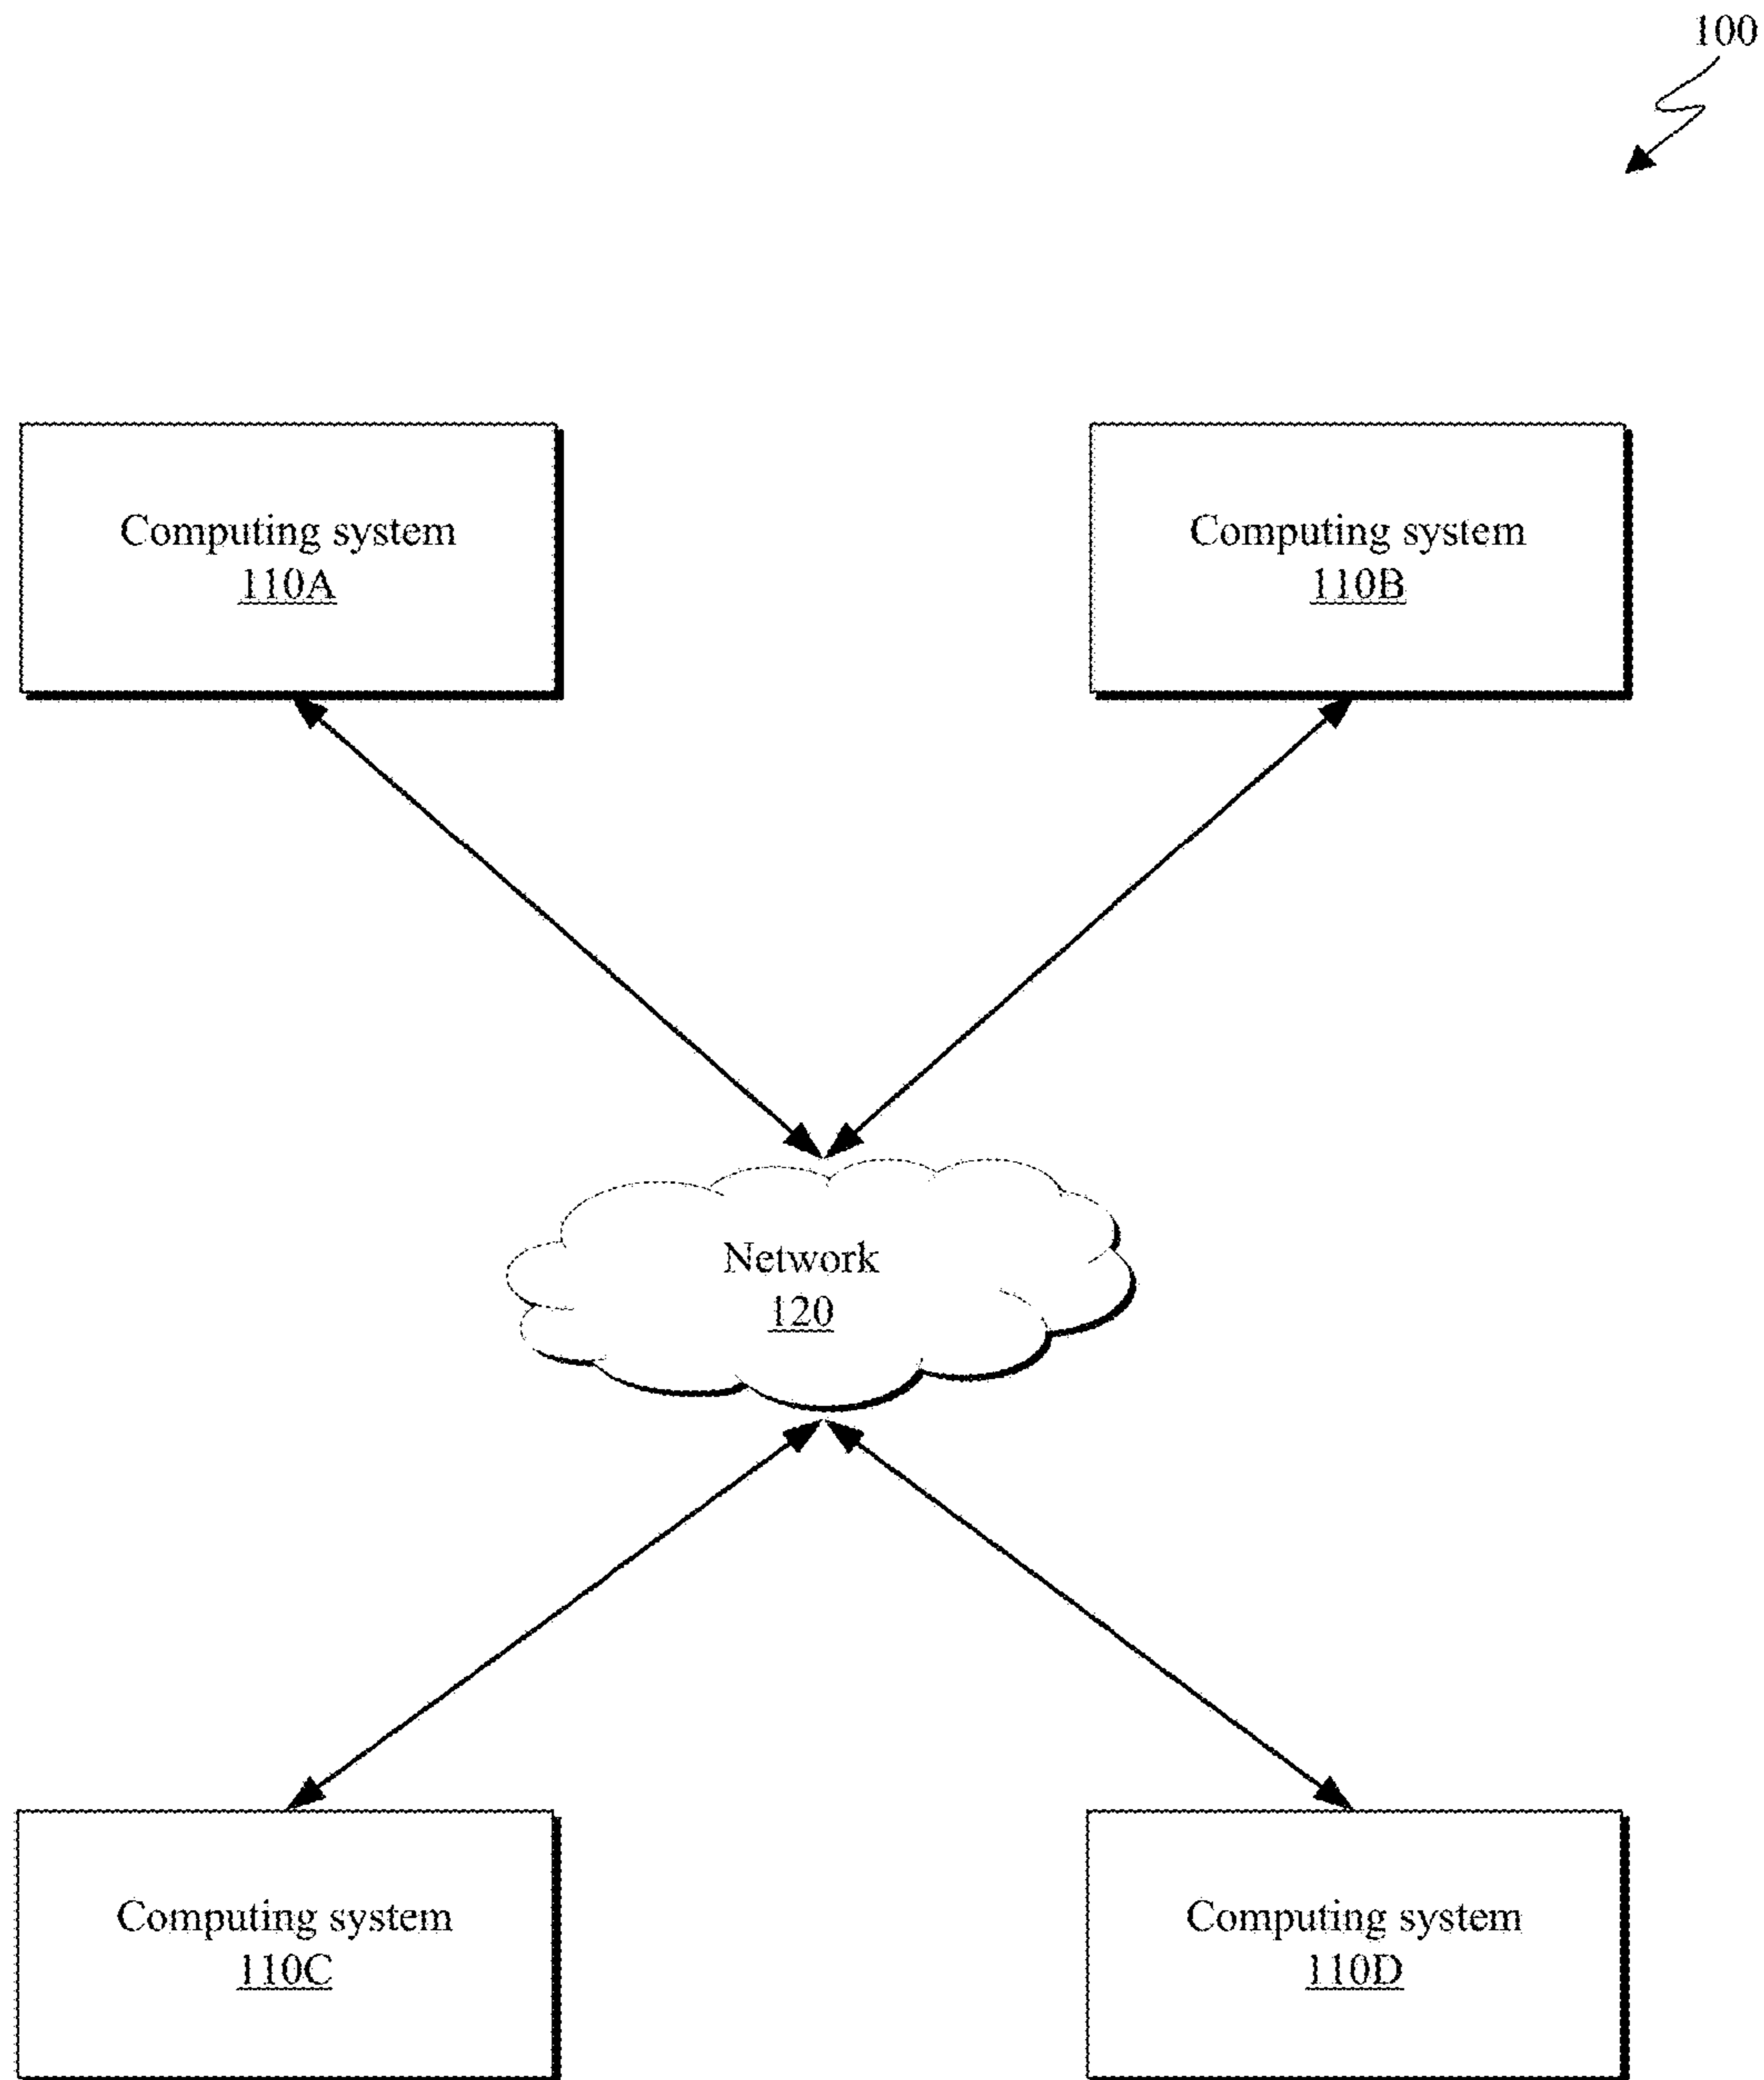 100
Computing system
110A
Computing system
110B
Network
120
Computing system
110C
Computing system
110D